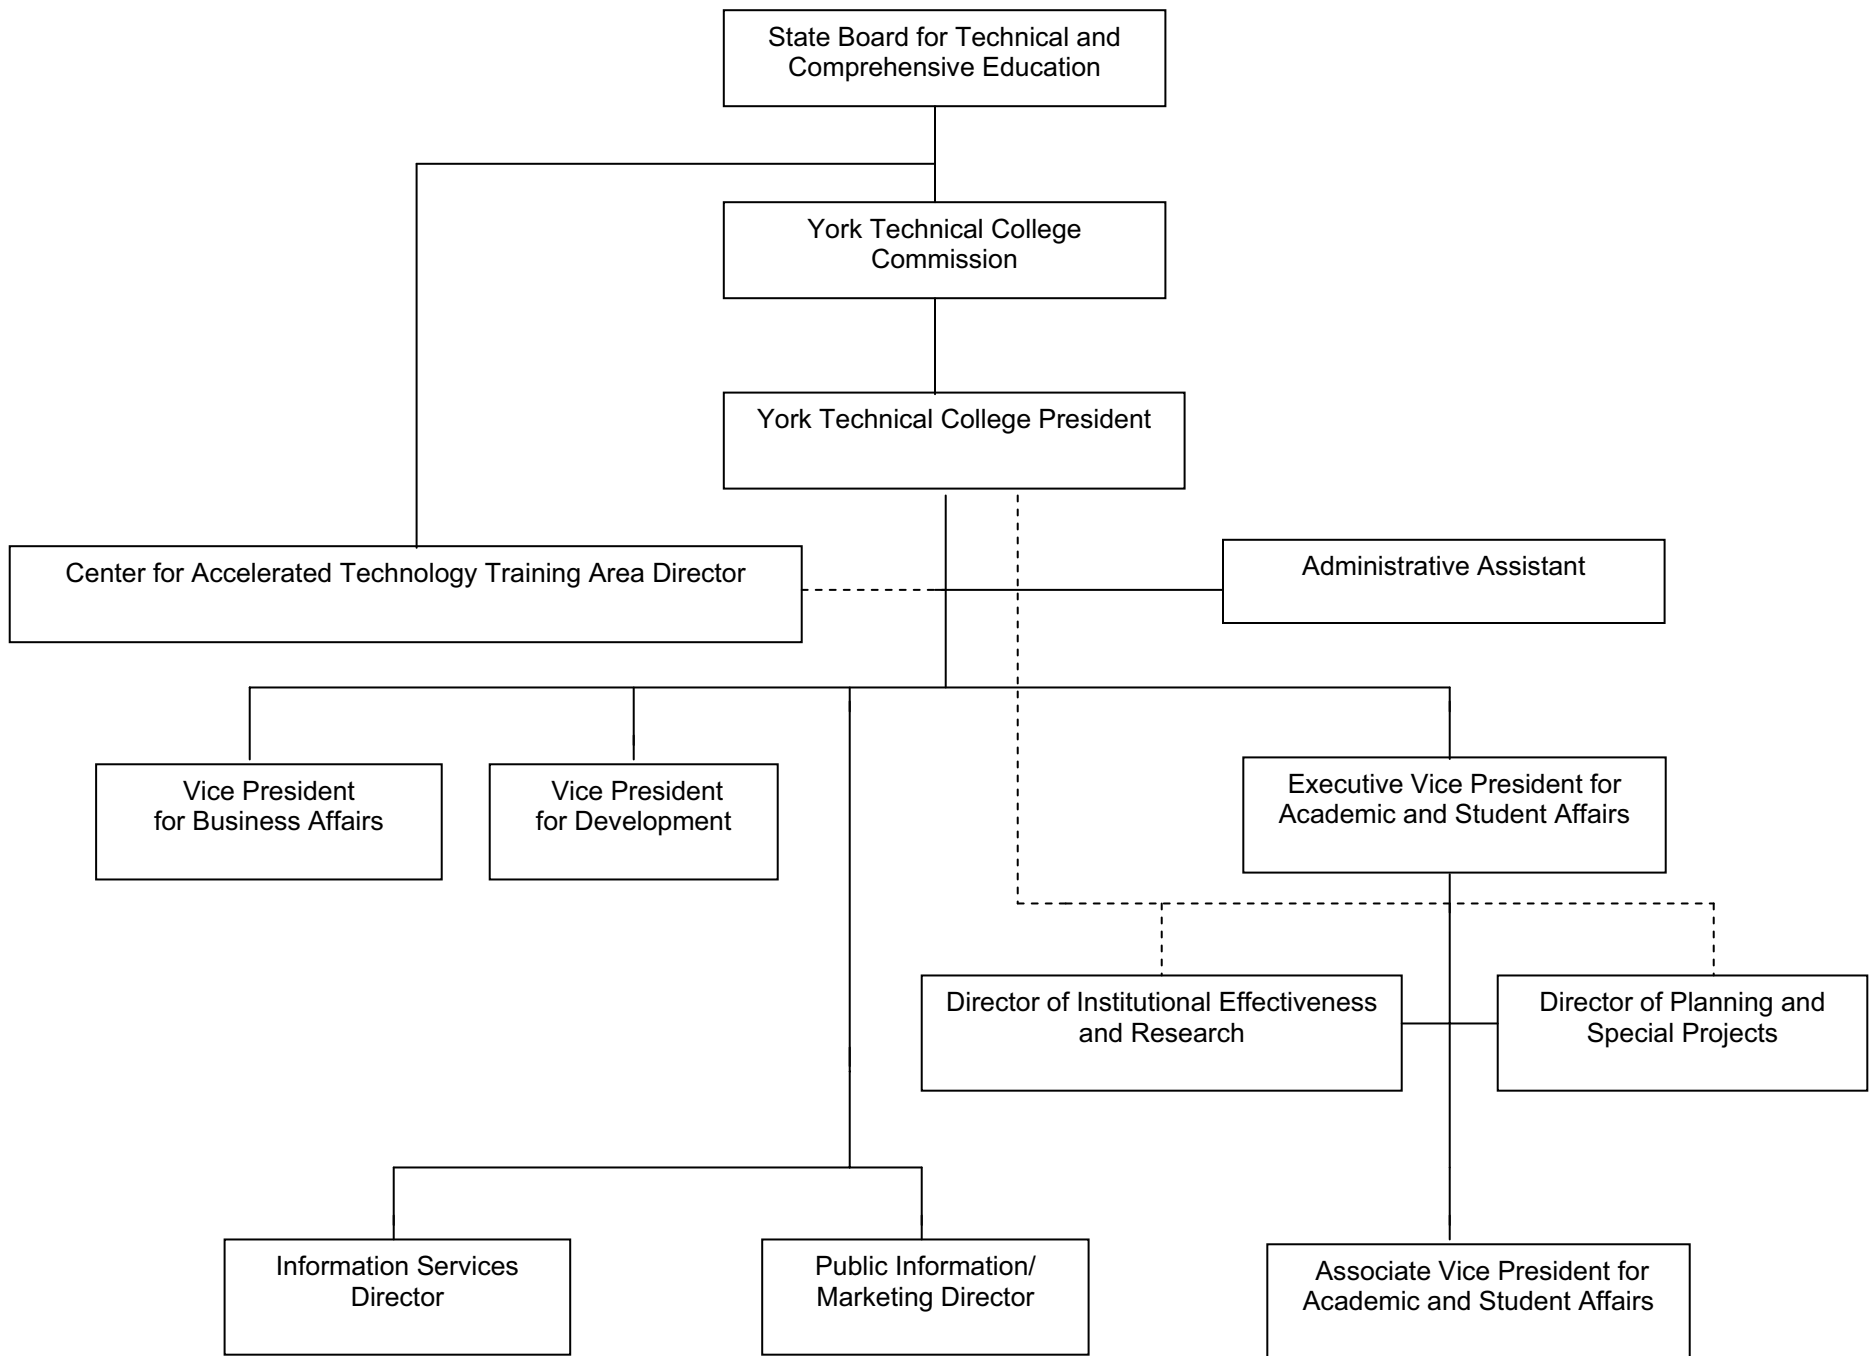 State Board for Technical and
Comprehensive Education
York Technical College
Commission
York Technical College President
Center for Accelerated Technology Training Area Director
Administrative Assistant
Vice President
for Business Affairs
Vice President
for Development
Executive Vice President for
Academic and Student Affairs
Director of Institutional Effectiveness
and Research
Director of Planning and
Special Projects
Information Services
Director
Public Information/
Marketing Director
Associate Vice President for
Academic and Student Affairs